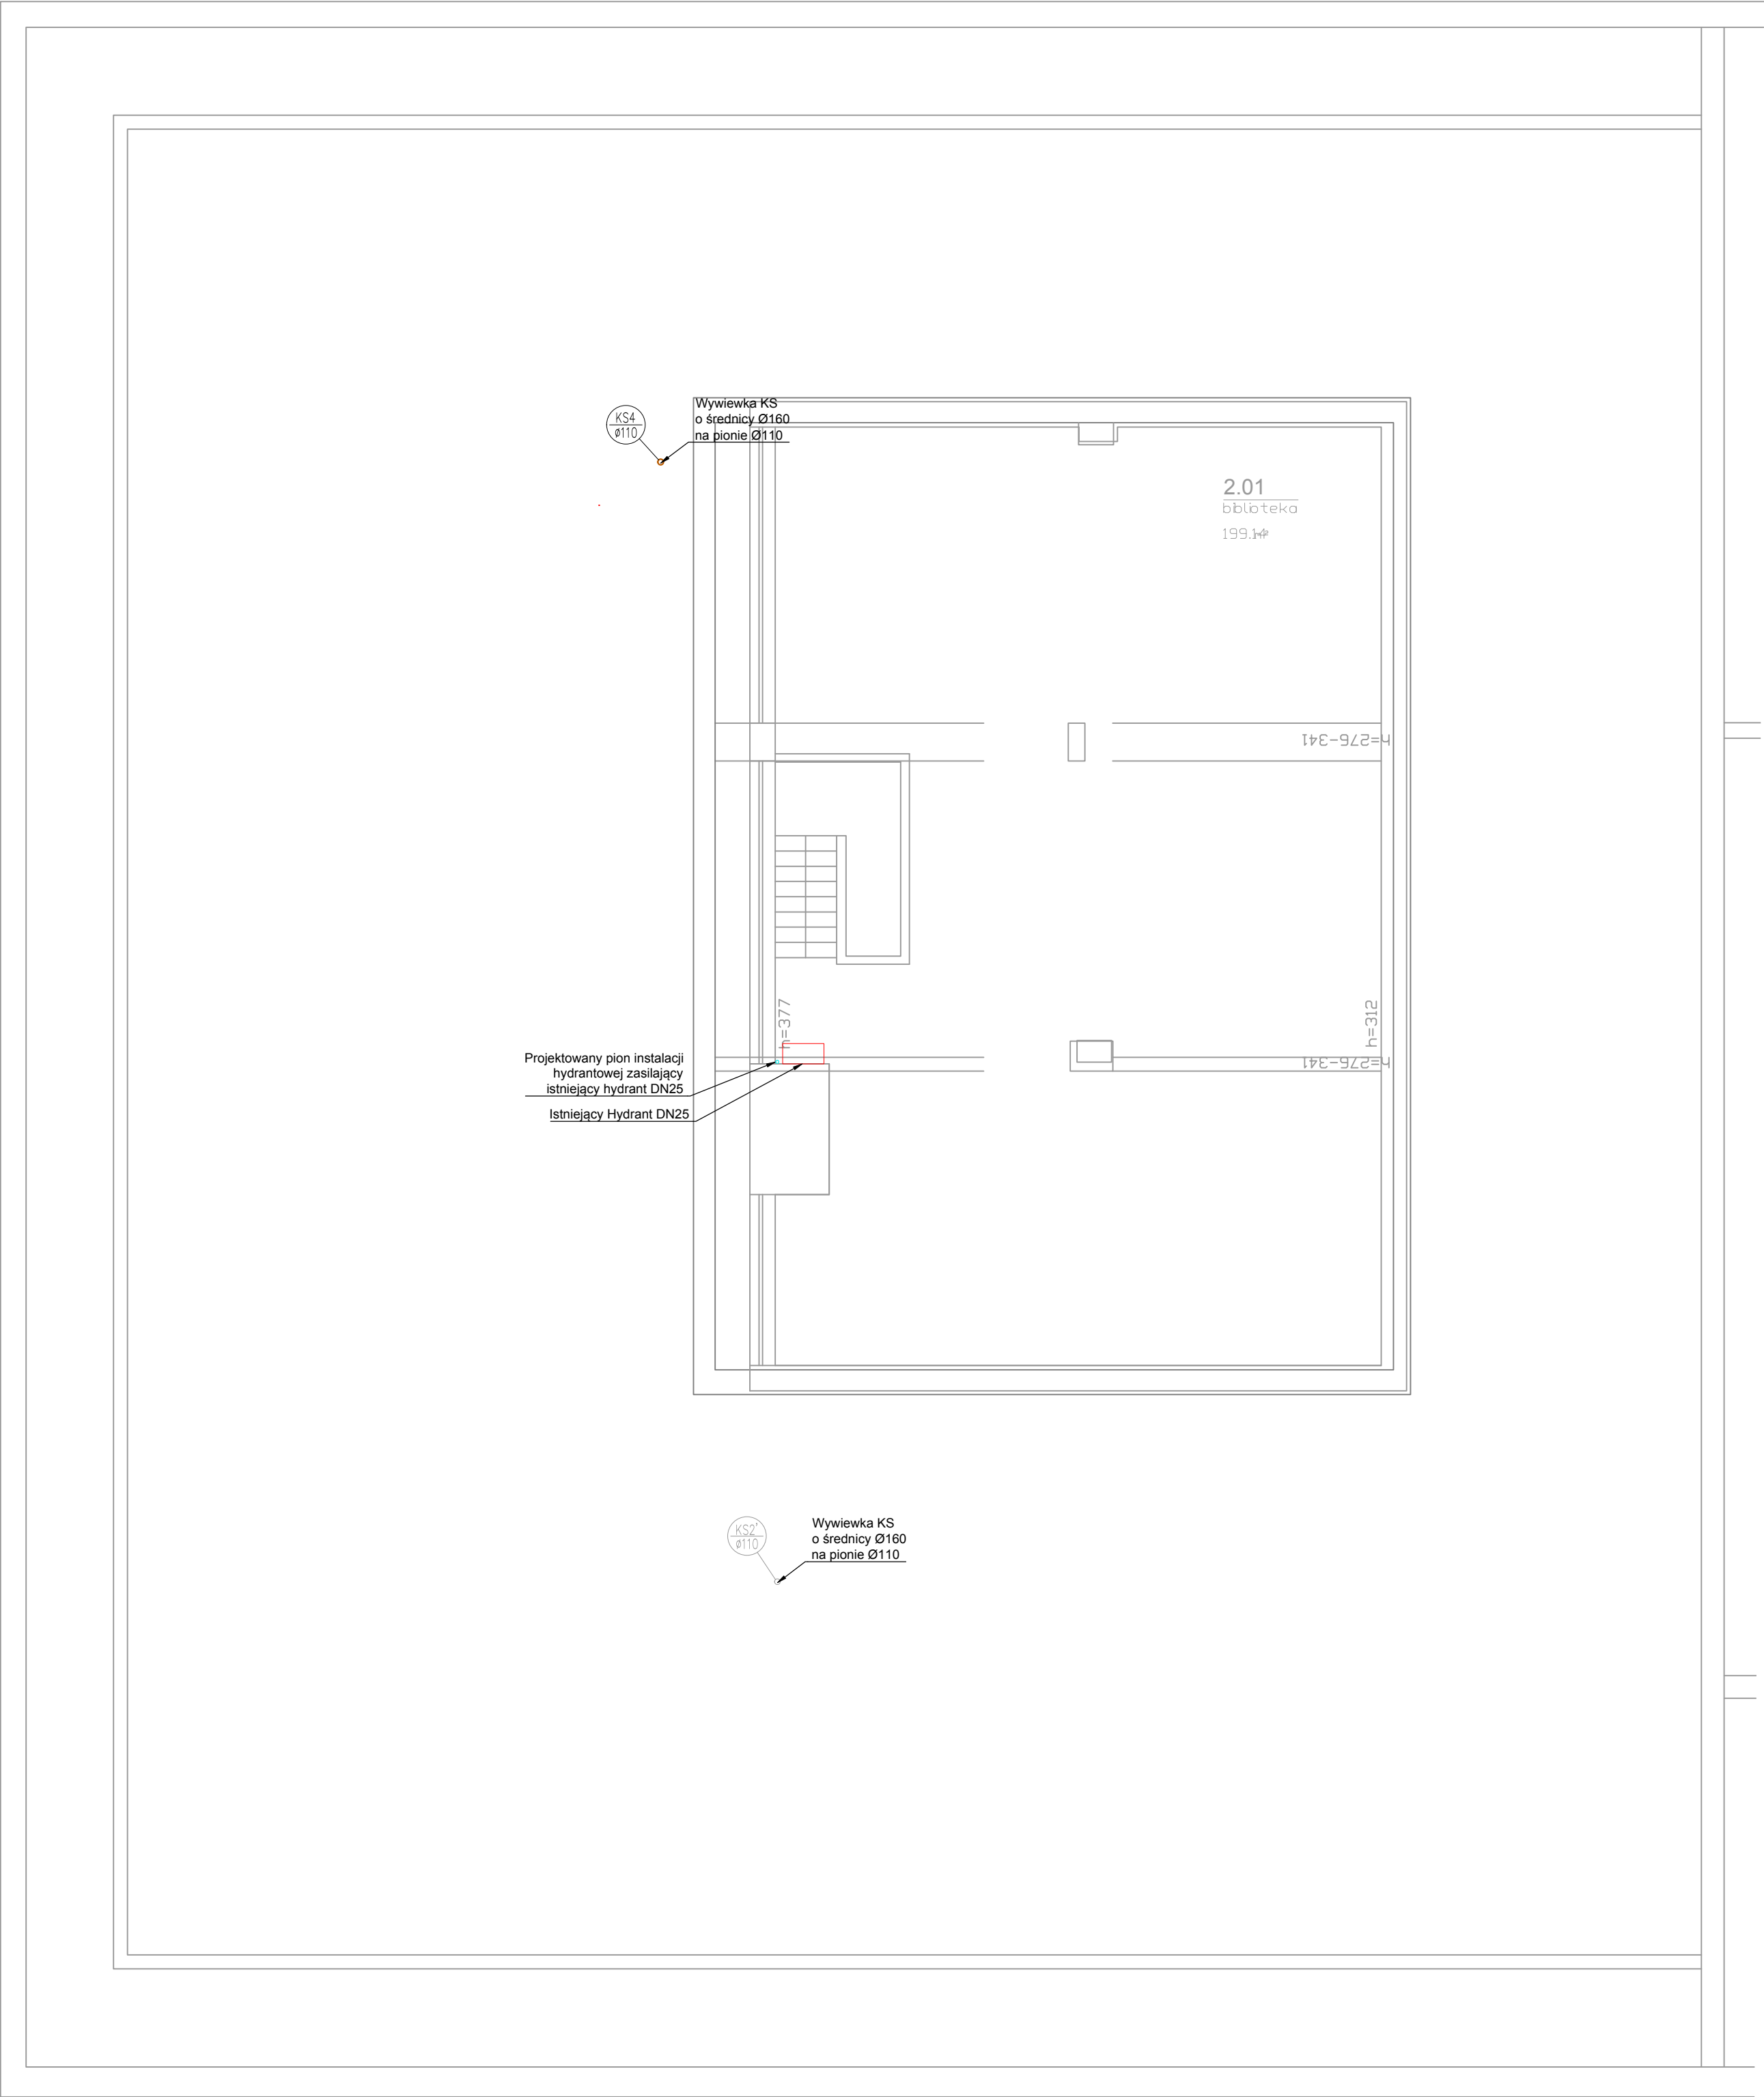 KS4
ø110
Wywiewka KS
o średnicy Ø160
na pionie Ø110
2.01
biblioteka
h=276-341
h=377
h=312
h=276-341
Projektowany pion instalacji
hydrantowej zasilający
istniejący hydrant DN25
Istniejący Hydrant DN25
KS2'
ø110
Wywiewka KS
o średnicy Ø160
na pionie Ø110